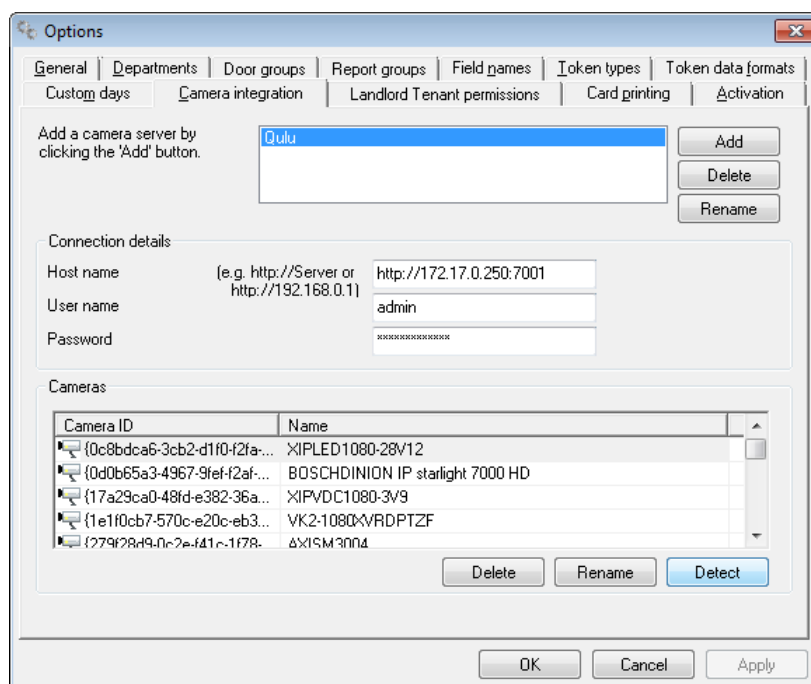 Options
General Departments Door groups Report groups Field names Token types Token data formats
Custom days Camera integration Landlord Tenant permissions Card printing Activation
Add a camera server by
clicking the 'Add' button.
Qulu
Add
Delete
Rename
Connection details
Host name (e.g. http://Server or http://192.168.0.1) http://172.17.0.250:7001
User name admin
Password *************
Cameras
Camera ID Name
{0c8bdca6-3cb2-d1f0-f2fa-... XIPLED1080-28V12
{0d0b65a3-4967-9fef-f2af-... BOSCHDINION IP starlight 7000 HD
{17a29ca0-48fd-e382-36a... XIPVDC1080-3V9
{1e1f0cb7-570c-e20c-eb3... VK2-1080XVRDPTZF
{279f28d9-0c2e-f41c-1f78- AXISM3004
Delete Rename Detect
OK Cancel Apply